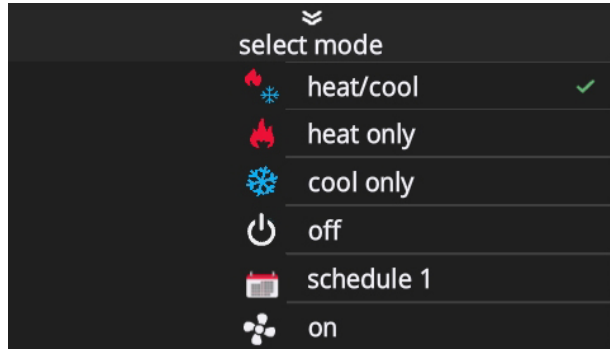 select mode
heat/cool
heat only
cool only
off
schedule 1
on